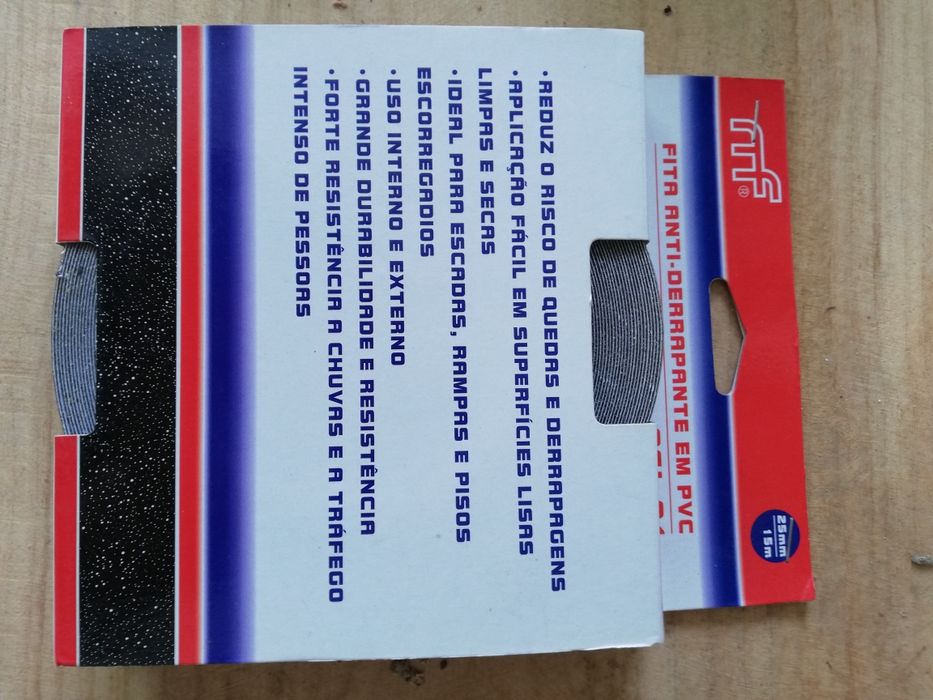 ®
FITA ANTI-DERRAPANTE EM PVC
25mm
15m
•REDUZ O RISCO DE QUEDAS E DERRAPAGENS
•APLICAÇÃO FÁCIL EM SUPERFÍCIES LISAS
LIMPAS E SECAS
•IDEAL PARA ESCADAS, RAMPAS E PISOS
ESCORREGADIOS
•USO INTERNO E EXTERNO
•GRANDE DURABILIDADE E RESISTÊNCIA
•FORTE RESISTÊNCIA A CHUVAS E A TRÁFEGO
INTENSO DE PESSOAS